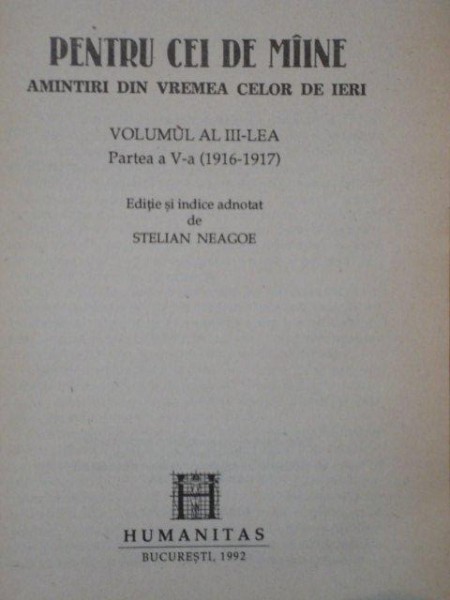 PENTRU CEI DE MÎINE
AMINTIRI DIN VREMEA CELOR DE IERI
VOLUMUL AL III-LEA
Partea a V-a (1916-1917)
Ediție și indice adnotat
de
STELIAN NEAGOE
HUMANITAS
BUCUREȘTI, 1992